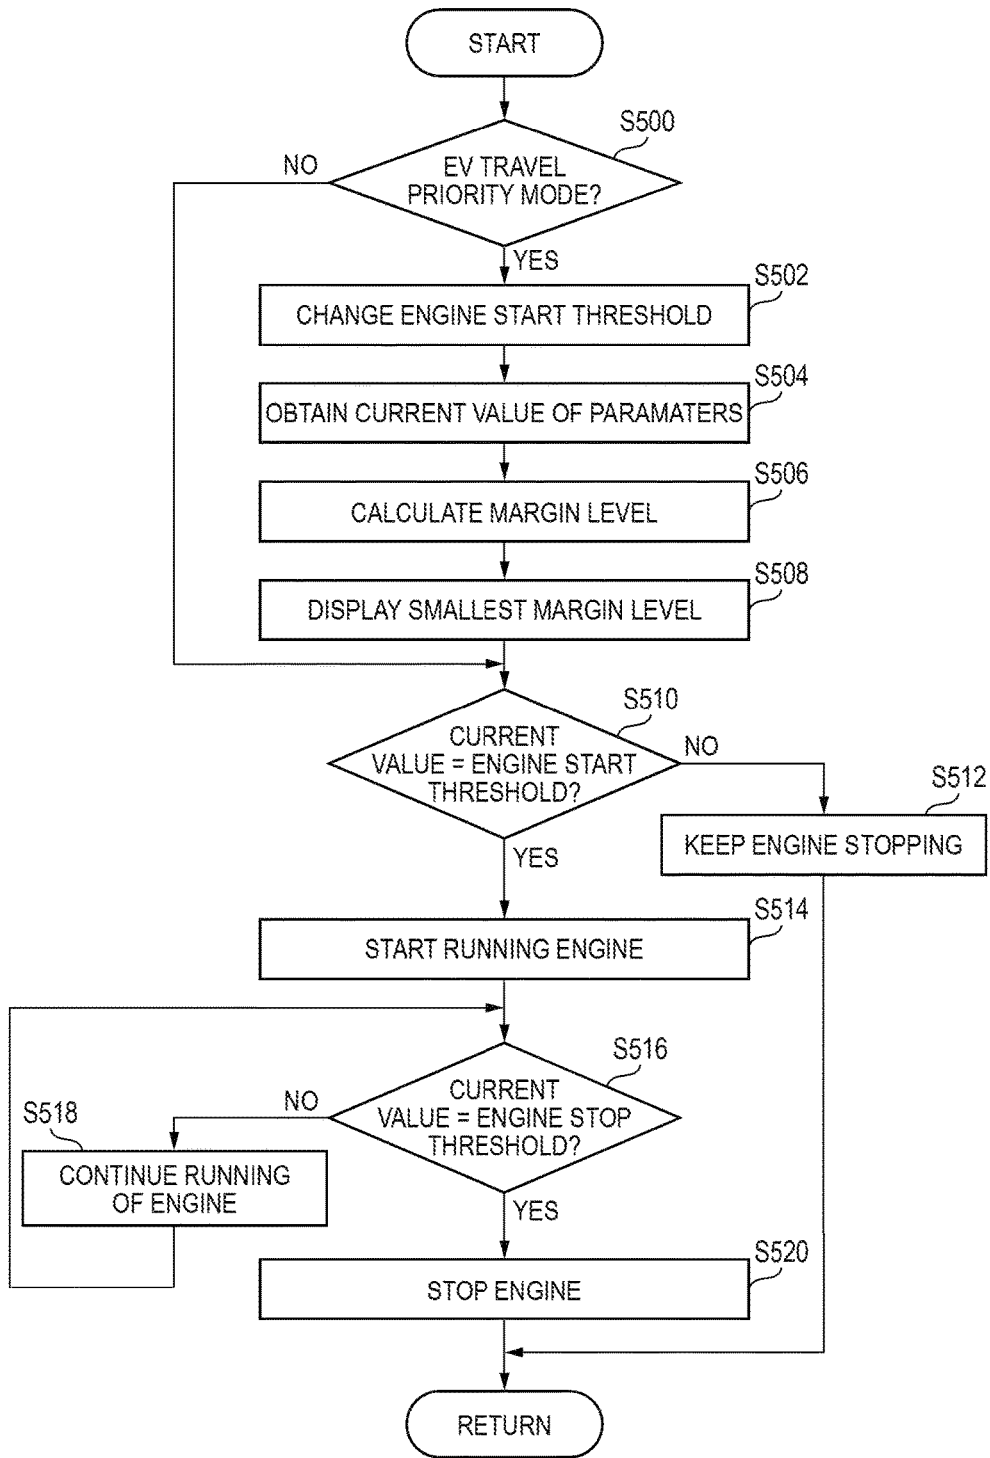 START
S500
NO
EV TRAVEL
PRIORITY MODE?
YES
S502
CHANGE ENGINE START THRESHOLD
S504
OBTAIN CURRENT VALUE OF PARAMATERS
S506
CALCULATE MARGIN LEVEL
S508
DISPLAY SMALLEST MARGIN LEVEL
S510
CURRENT
VALUE = ENGINE START
THRESHOLD?
NO
S512
KEEP ENGINE STOPPING
YES
S514
START RUNNING ENGINE
S516
CURRENT
VALUE = ENGINE STOP
THRESHOLD?
NO
S518
CONTINUE RUNNING
OF ENGINE
YES
S520
STOP ENGINE
RETURN